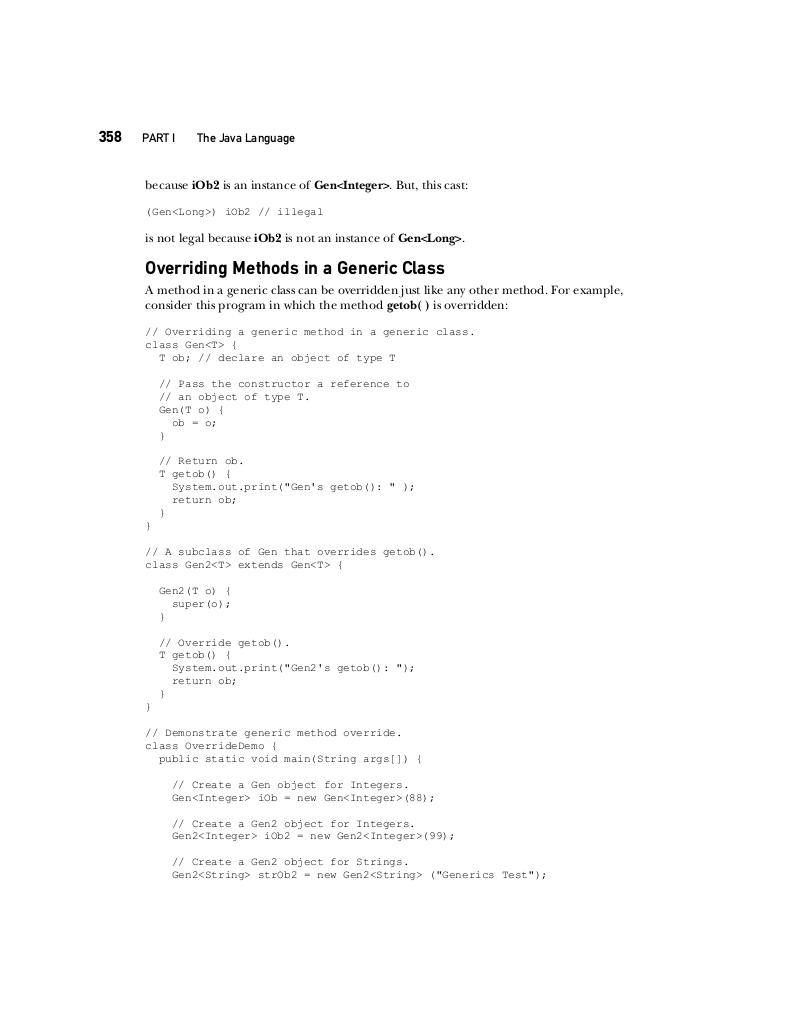 358 PART I The Java Language
because iOb2 is an instance of Gen<Integer>. But, this cast:
(Gen<Long>) iOb2 // illegal
is not legal because iOb2 is not an instance of Gen<Long>.
Overriding Methods in a Generic Class
A method in a generic class can be overridden just like any other method. For example,
consider this program in which the method getob( ) is overridden:
// Overriding a generic method in a generic class.
class Gen<T> {
  T ob; // declare an object of type T

  // Pass the constructor a reference to
  // an object of type T.
  Gen(T o) {
    ob = o;
  }

  // Return ob.
  T getob() {
    System.out.print("Gen's getob(): " );
    return ob;
  }
}

// A subclass of Gen that overrides getob().
class Gen2<T> extends Gen<T> {

  Gen2(T o) {
    super(o);
  }

  // Override getob().
  T getob() {
    System.out.print("Gen2's getob(): ");
    return ob;
  }
}

// Demonstrate generic method override.
class OverrideDemo {
  public static void main(String args[]) {

    // Create a Gen object for Integers.
    Gen<Integer> iOb = new Gen<Integer>(88);

    // Create a Gen2 object for Integers.
    Gen2<Integer> iOb2 = new Gen2<Integer>(99);

    // Create a Gen2 object for Strings.
    Gen2<String> strOb2 = new Gen2<String> ("Generics Test");